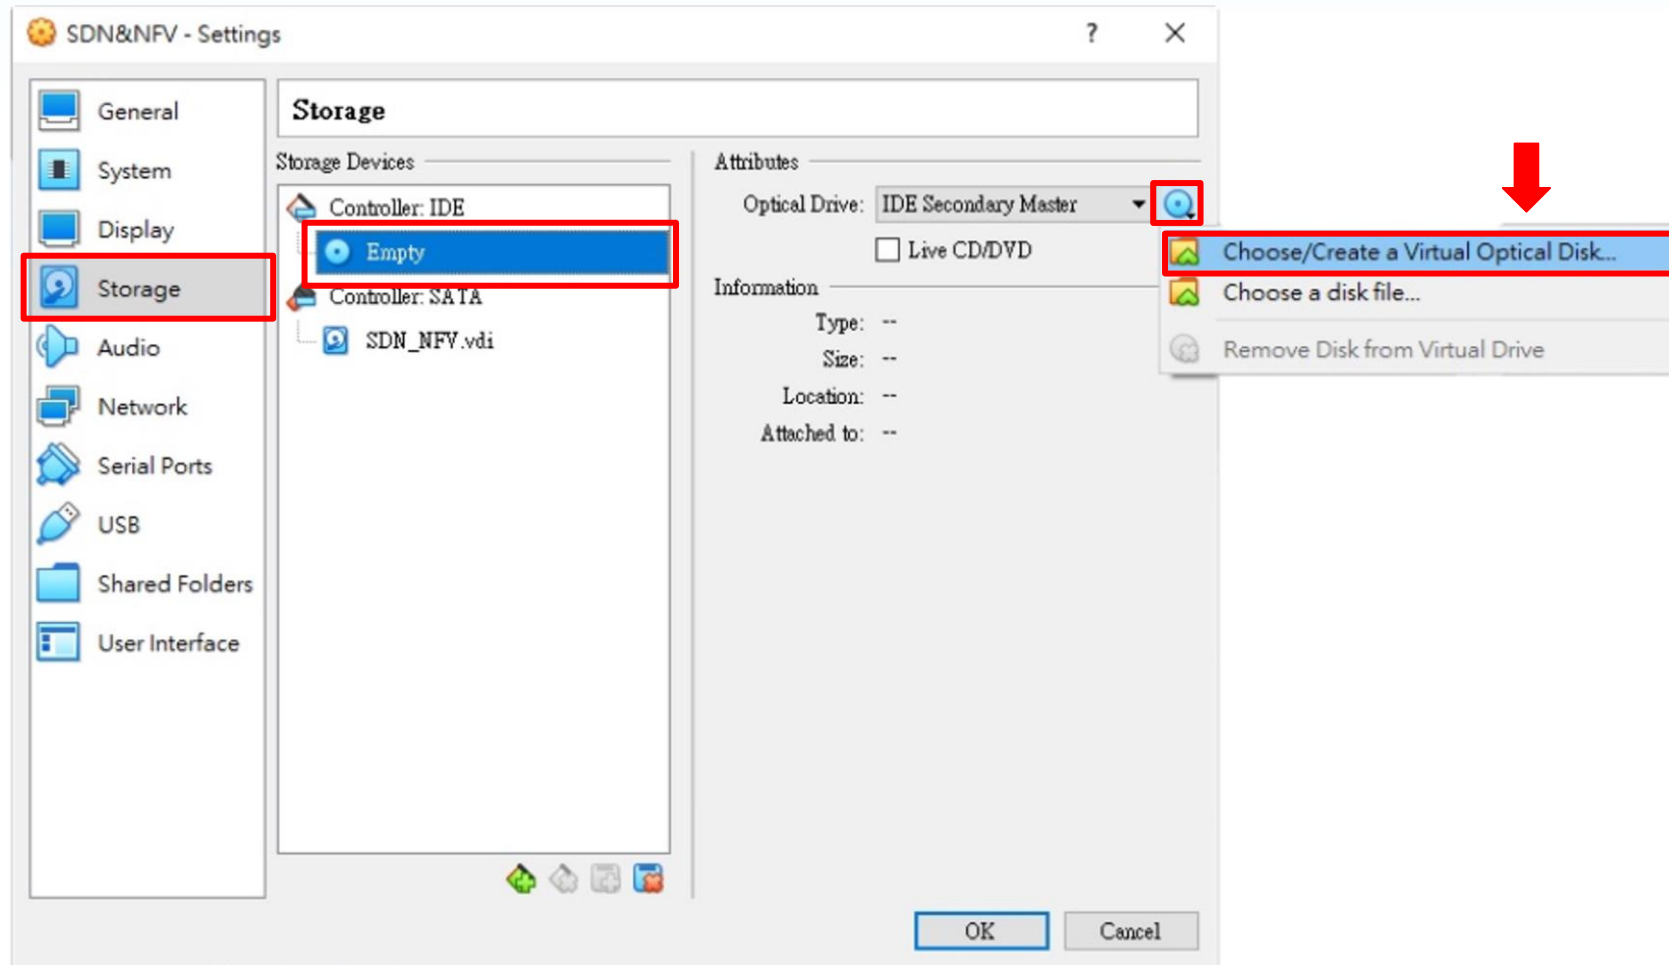 SDN&NFV - Settings
?
General
System
Display
Storage
Audio
Network
Serial Ports
USB
Shared Folders
User Interface
Storage
Storage Devices
Controller: IDE
Empty
Controller: SATA
SDN_NFV.vdi
Attributes
Optical Drive: IDE Secondary Master
Live CD/DVD
Information
Type: --
Size: --
Location: --
Attached to: --
Choose/Create a Virtual Optical Disk...
Choose a disk file...
Remove Disk from Virtual Drive
OK
Cancel